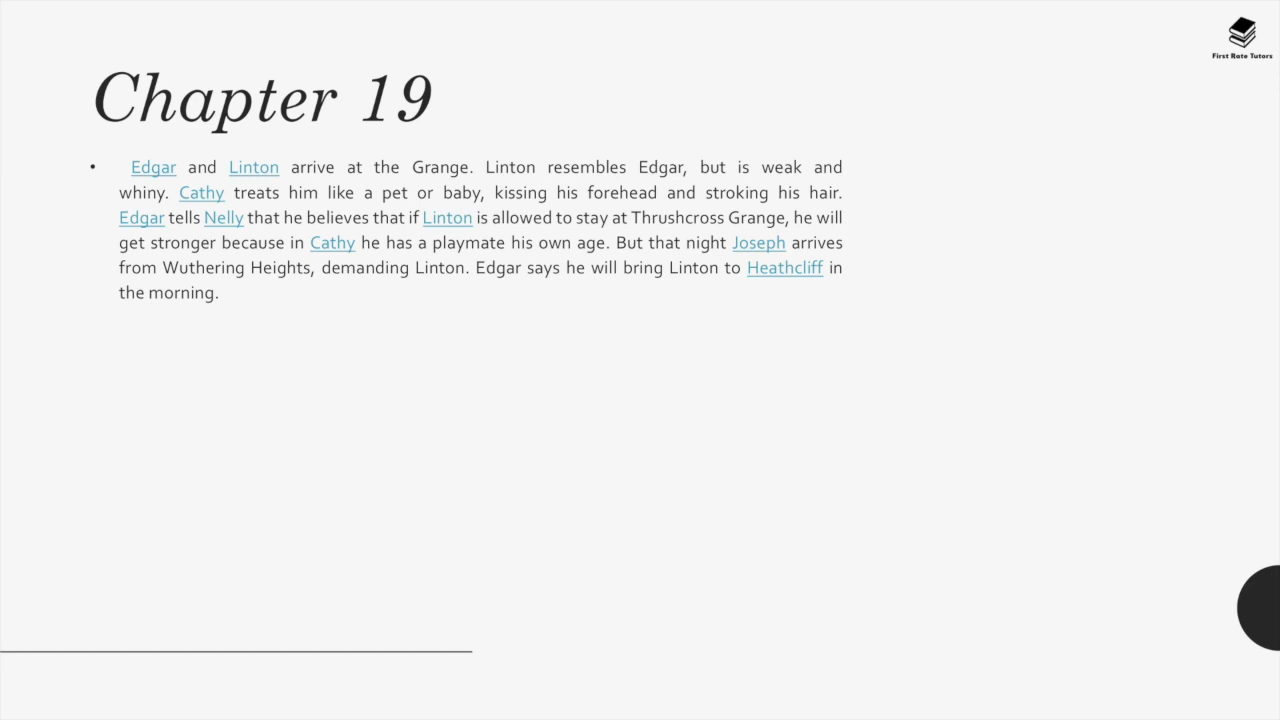 First Rate Tutors
Chapter 19
• Edgar and Linton arrive at the Grange. Linton resembles Edgar, but is weak and
whiny. Cathy treats him like a pet or baby, kissing his forehead and stroking his hair.
Edgar tells Nelly that he believes that if Linton is allowed to stay at Thrushcross Grange, he will
get stronger because in Cathy he has a playmate his own age. But that night Joseph arrives
from Wuthering Heights, demanding Linton. Edgar says he will bring Linton to Heathcliff in
the morning.